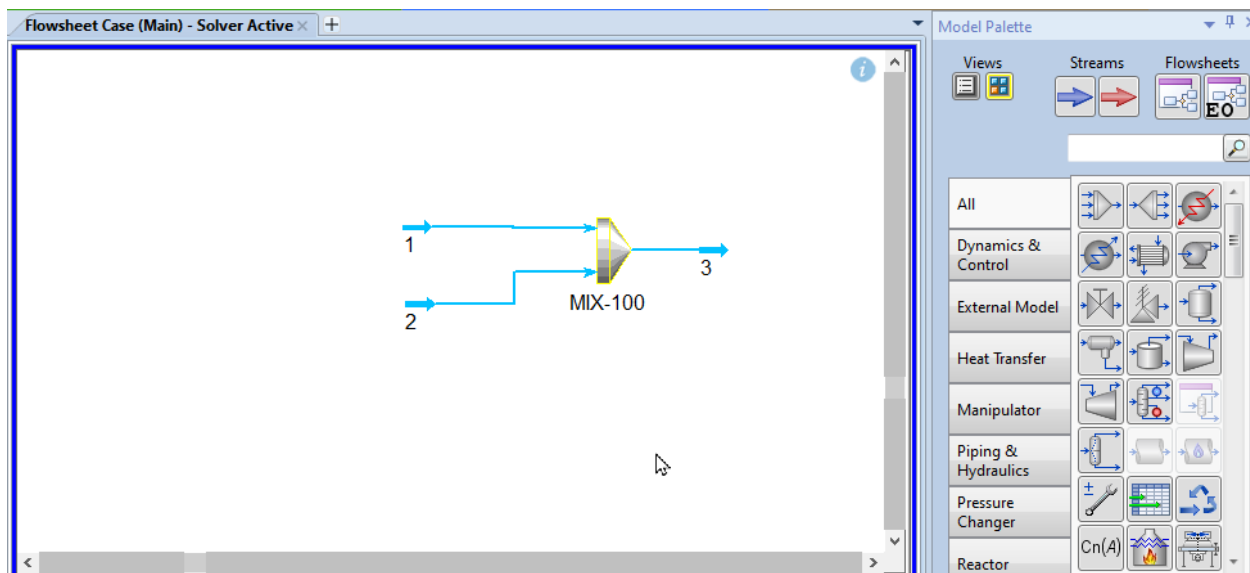 Flowsheet Case (Main) - Solver Active
Model Palette
Views
Streams
Flowsheets
EO
All
Dynamics &
Control
External Model
Heat Transfer
Manipulator
Piping &
Hydraulics
Pressure
Changer
Reactor
Cn(A)
1
2
3
MIX-100